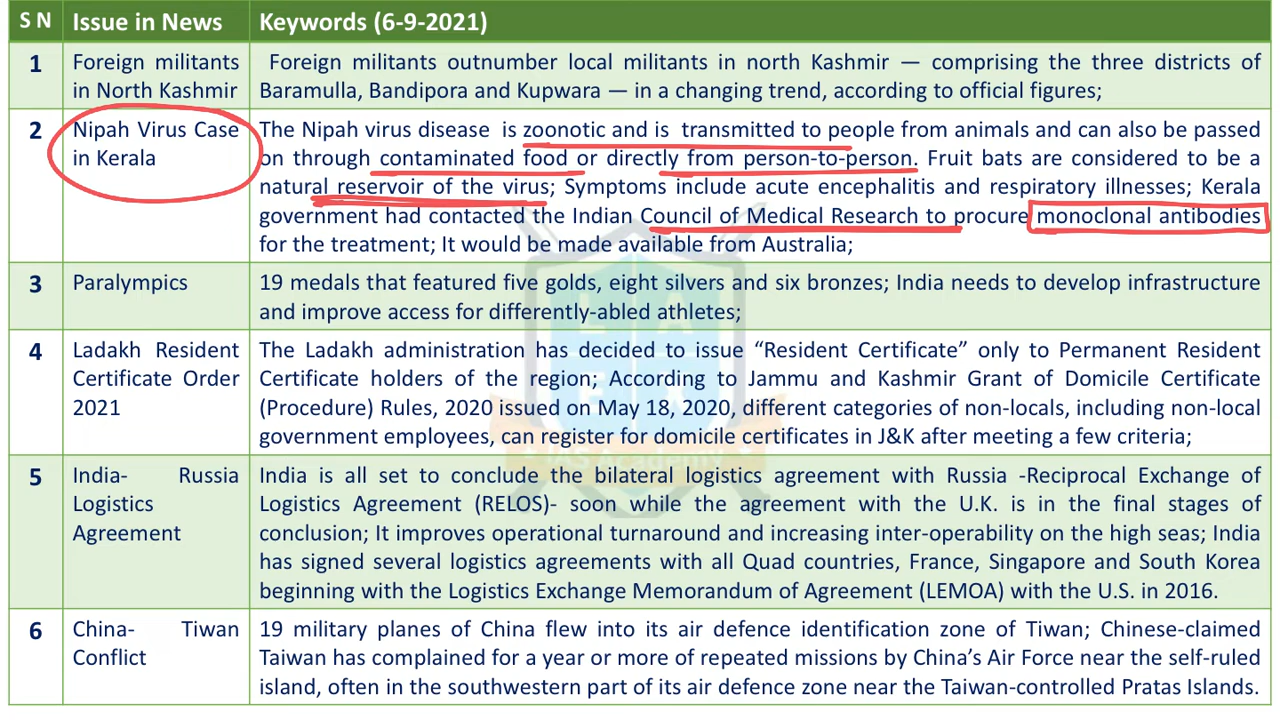 S N Issue in News Keywords (6-9-2021)
1 Foreign militants in North Kashmir
Foreign militants outnumber local militants in north Kashmir — comprising the three districts of
Baramulla, Bandipora and Kupwara — in a changing trend, according to official figures;
2 Nipah Virus Case in Kerala
The Nipah virus disease is zoonotic and is transmitted to people from animals and can also be passed
on through contaminated food or directly from person-to-person. Fruit bats are considered to be a
natural reservoir of the virus; Symptoms include acute encephalitis and respiratory illnesses; Kerala
government had contacted the Indian Council of Medical Research to procure monoclonal antibodies
for the treatment; It would be made available from Australia;
3 Paralympics
19 medals that featured five golds, eight silvers and six bronzes; India needs to develop infrastructure
and improve access for differently-abled athletes;
4 Ladakh Resident Certificate Order 2021
The Ladakh administration has decided to issue “Resident Certificate” only to Permanent Resident
Certificate holders of the region; According to Jammu and Kashmir Grant of Domicile Certificate
(Procedure) Rules, 2020 issued on May 18, 2020, different categories of non-locals, including non-local
government employees, can register for domicile certificates in J&K after meeting a few criteria;
5 India- Russia Logistics Agreement
India is all set to conclude the bilateral logistics agreement with Russia -Reciprocal Exchange of
Logistics Agreement (RELOS)- soon while the agreement with the U.K. is in the final stages of
conclusion; It improves operational turnaround and increasing inter-operability on the high seas; India
has signed several logistics agreements with all Quad countries, France, Singapore and South Korea
beginning with the Logistics Exchange Memorandum of Agreement (LEMOA) with the U.S. in 2016.
6 China- Tiwan Conflict
19 military planes of China flew into its air defence identification zone of Tiwan; Chinese-claimed
Taiwan has complained for a year or more of repeated missions by China’s Air Force near the self-ruled
island, often in the southwestern part of its air defence zone near the Taiwan-controlled Pratas Islands.
IAS Academy